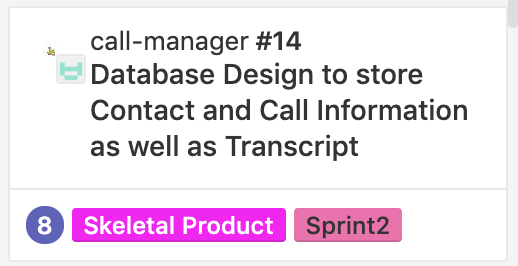 call-manager #14
Database Design to store
Contact and Call Information
as well as Transcript
8 Skeletal Product Sprint2